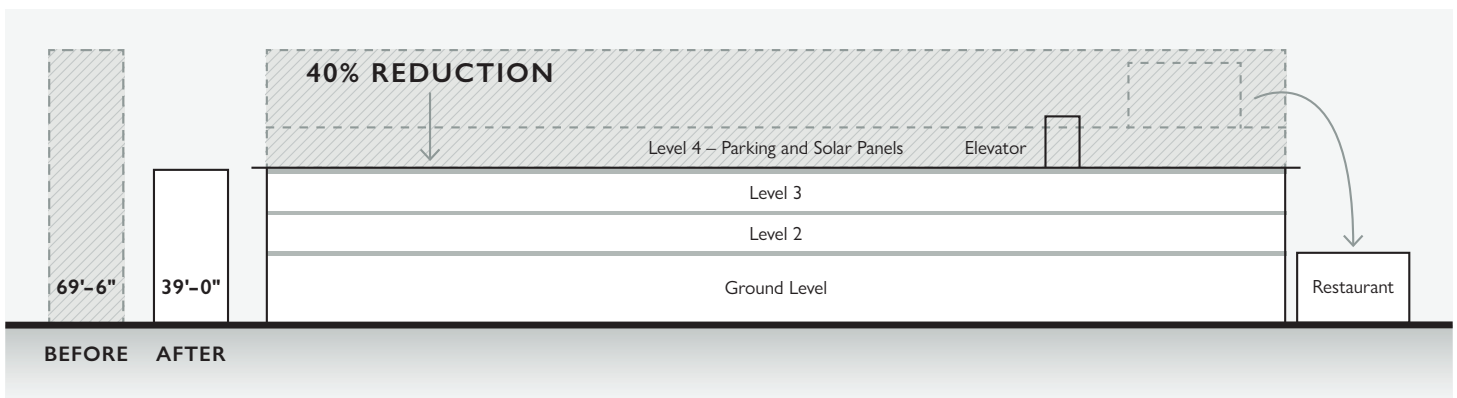 40% REDUCTION
Level 4 – Parking and Solar Panels
Elevator
Level 3
Level 2
69'–6"
39'–0"
Ground Level
Restaurant
BEFORE
AFTER